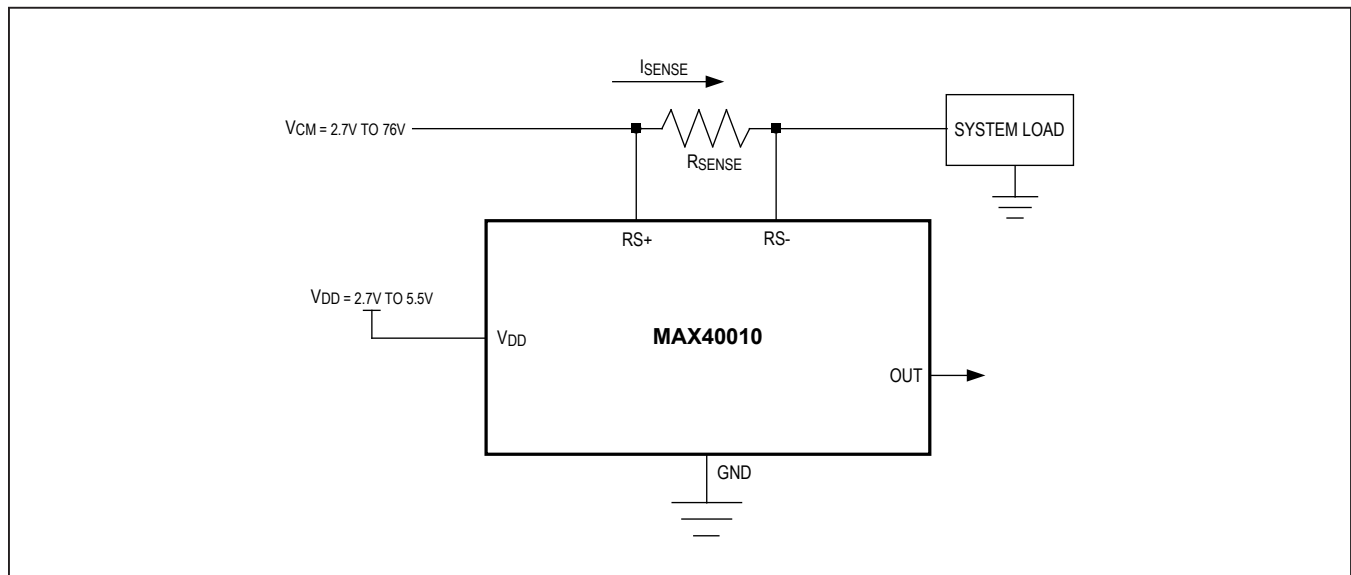 ISENSE
VCM = 2.7V TO 76V
SYSTEM LOAD
RSENSE
RS+ RS-
VDD = 2.7V TO 5.5V
VDD
MAX40010
OUT
GND